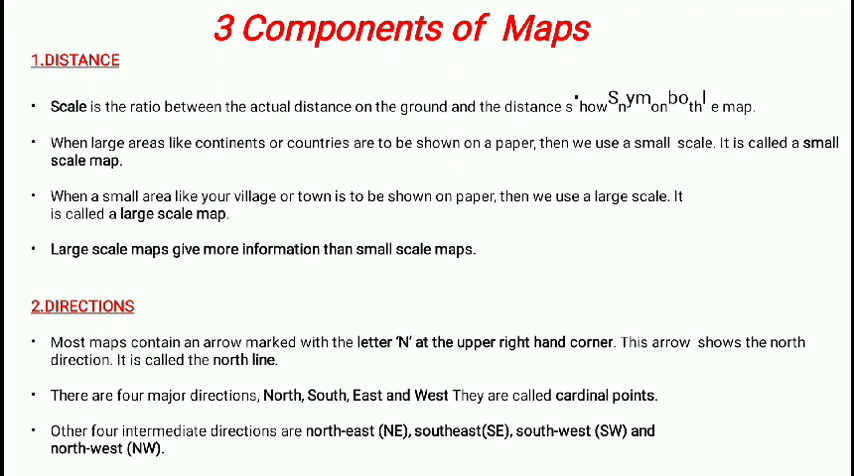 3 Components of Maps
1.DISTANCE
• Scale is the ratio between the actual distance on the ground and the distance s•howSnymonbothl e map.
• When large areas like continents or countries are to be shown on a paper, then we use a small scale. It is called a small
scale map.
• When a small area like your village or town is to be shown on paper, then we use a large scale. It
is called a large scale map.
• Large scale maps give more information than small scale maps.
2.DIRECTIONS
• Most maps contain an arrow marked with the letter ‘N’ at the upper right hand corner. This arrow shows the north
direction. It is called the north line.
• There are four major directions, North, South, East and West They are called cardinal points.
• Other four intermediate directions are north-east (NE), southeast(SE), south-west (SW) and
north-west (NW).